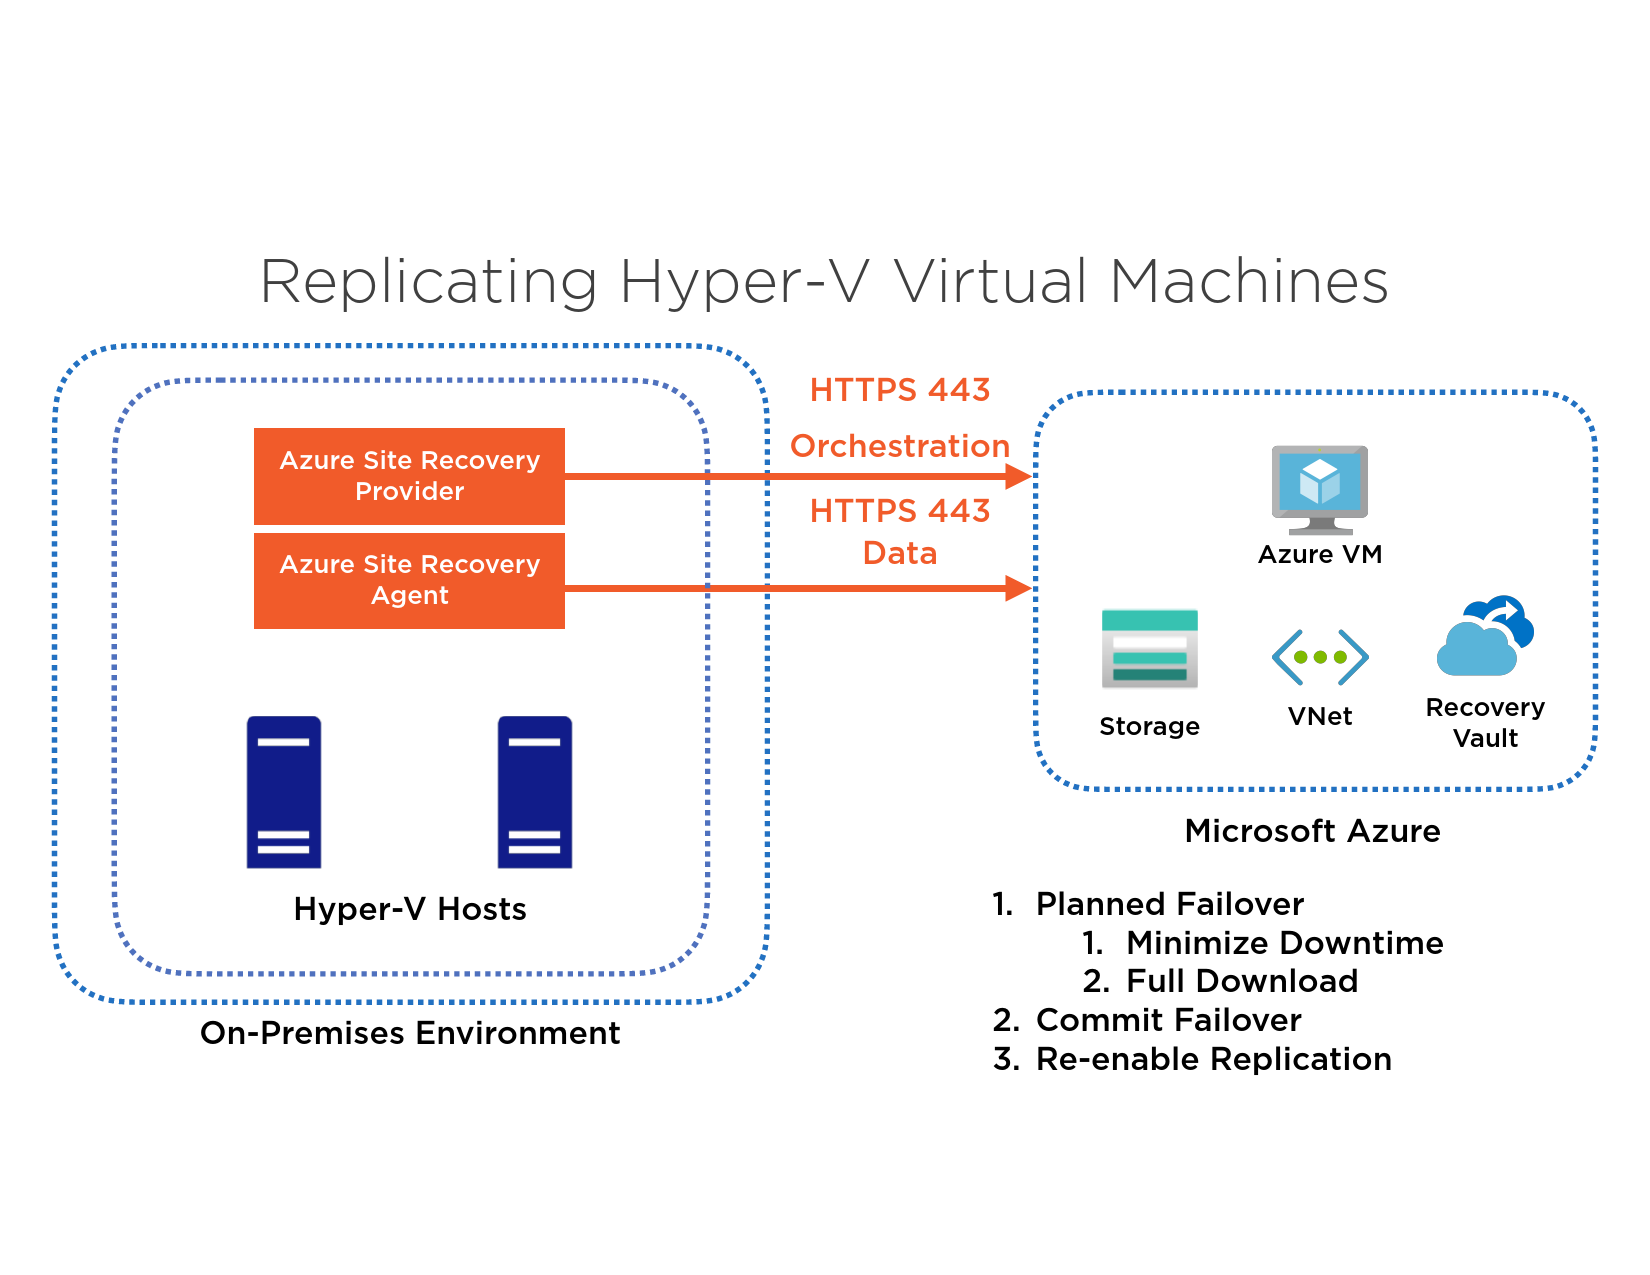 Replicating Hyper-V Virtual Machines
HTTPS 443
Orchestration
HTTPS 443
Data
Azure Site Recovery
Provider
Azure Site Recovery
Agent
Hyper-V Hosts
On-Premises Environment
Azure VM
Storage
VNet
Recovery
Vault
Microsoft Azure
1. Planned Failover
1. Minimize Downtime
2. Full Download
2. Commit Failover
3. Re-enable Replication